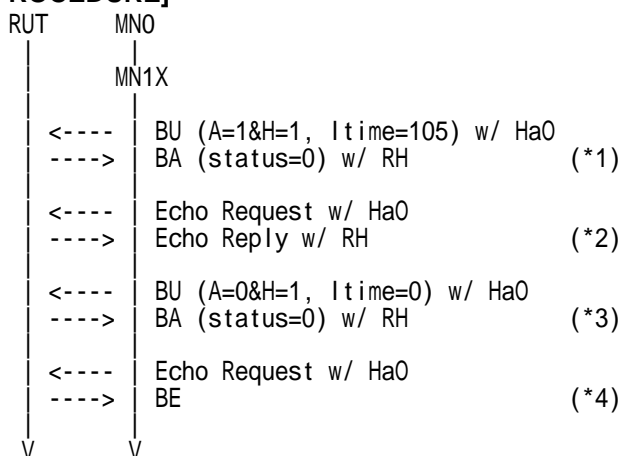 RUT MN0
MN1X
<---- BU (A=1&H=1, ltime=105) w/ HaO
----> BA (status=0) w/ RH (*1)
<---- Echo Request w/ HaO
----> Echo Reply w/ RH (*2)
<---- BU (A=0&H=1, ltime=0) w/ HaO
----> BA (status=0) w/ RH (*3)
<---- Echo Request w/ HaO
----> BE (*4)
V V